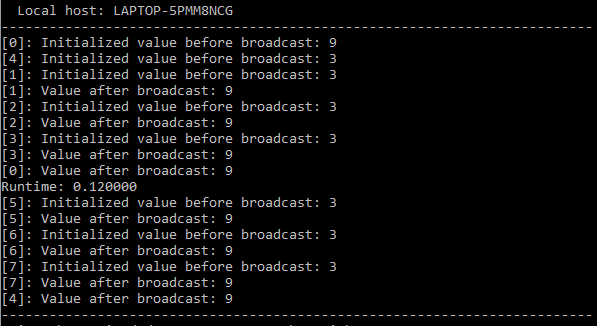 Local host: LAPTOP-5PMM8NCG
--------------------------------------------------------------------------
[0]: Initialized value before broadcast: 9
[4]: Initialized value before broadcast: 3
[1]: Initialized value before broadcast: 3
[1]: Value after broadcast: 9
[2]: Initialized value before broadcast: 3
[2]: Value after broadcast: 9
[3]: Initialized value before broadcast: 3
[3]: Value after broadcast: 9
[0]: Value after broadcast: 9
Runtime: 0.120000
[5]: Initialized value before broadcast: 3
[5]: Value after broadcast: 9
[6]: Initialized value before broadcast: 3
[6]: Value after broadcast: 9
[7]: Initialized value before broadcast: 3
[7]: Value after broadcast: 9
[4]: Value after broadcast: 9
--------------------------------------------------------------------------